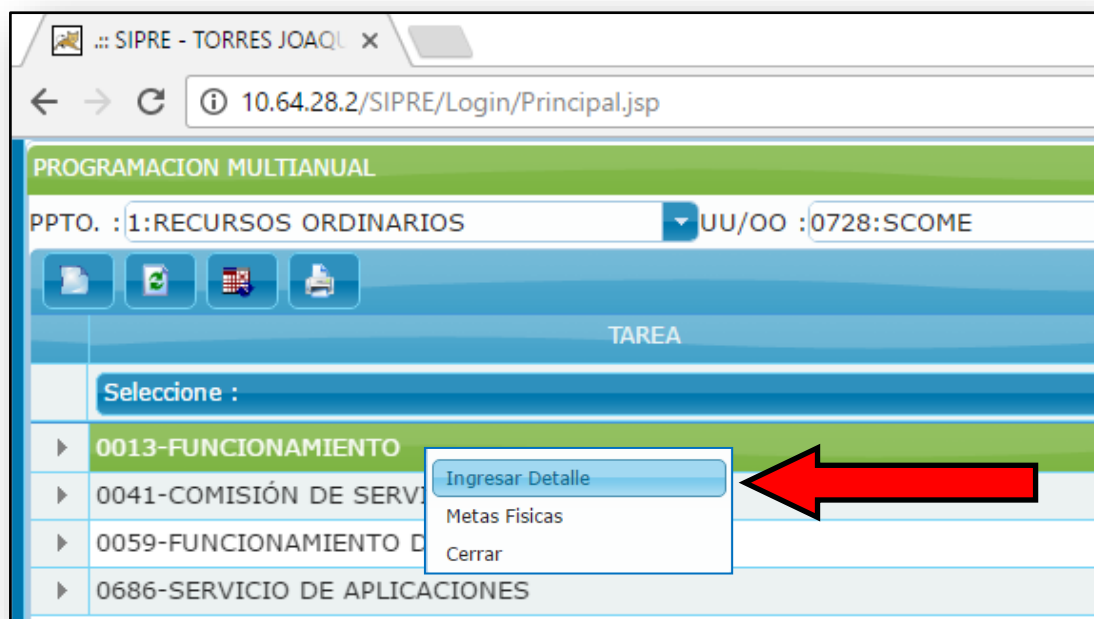 .:: SIPRE - TORRES JOAQU
10.64.28.2/SIPRE/Login/Principal.jsp
PROGRAMACION MULTIANUAL
PPTO. : 1:RECURSOS ORDINARIOS UU/OO : 0728:SCOME
TAREA
Seleccione :
0013-FUNCIONAMIENTO
Ingresar Detalle
0041-COMISIÓN DE SERVI
Metas Fisicas
0059-FUNCIONAMIENTO D
Cerrar
0686-SERVICIO DE APLICACIONES